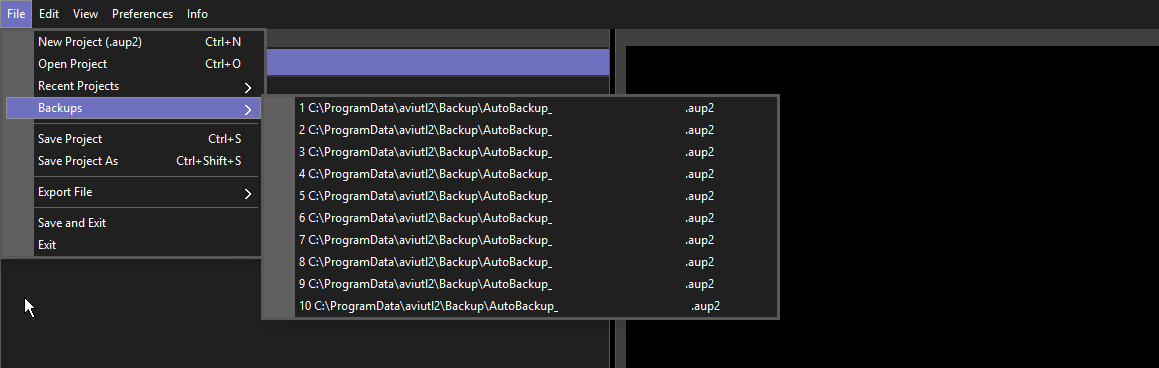 File Edit View Preferences Info
New Project (.aup2) Ctrl+N
Open Project Ctrl+O
Recent Projects
Backups
Save Project Ctrl+S
Save Project As Ctrl+Shift+S
Export File
Save and Exit
Exit
1 C:\ProgramData\aviutl2\Backup\AutoBackup_ .aup2
2 C:\ProgramData\aviutl2\Backup\AutoBackup_ .aup2
3 C:\ProgramData\aviutl2\Backup\AutoBackup_ .aup2
4 C:\ProgramData\aviutl2\Backup\AutoBackup_ .aup2
5 C:\ProgramData\aviutl2\Backup\AutoBackup_ .aup2
6 C:\ProgramData\aviutl2\Backup\AutoBackup_ .aup2
7 C:\ProgramData\aviutl2\Backup\AutoBackup_ .aup2
8 C:\ProgramData\aviutl2\Backup\AutoBackup_ .aup2
9 C:\ProgramData\aviutl2\Backup\AutoBackup_ .aup2
10 C:\ProgramData\aviutl2\Backup\AutoBackup_ .aup2